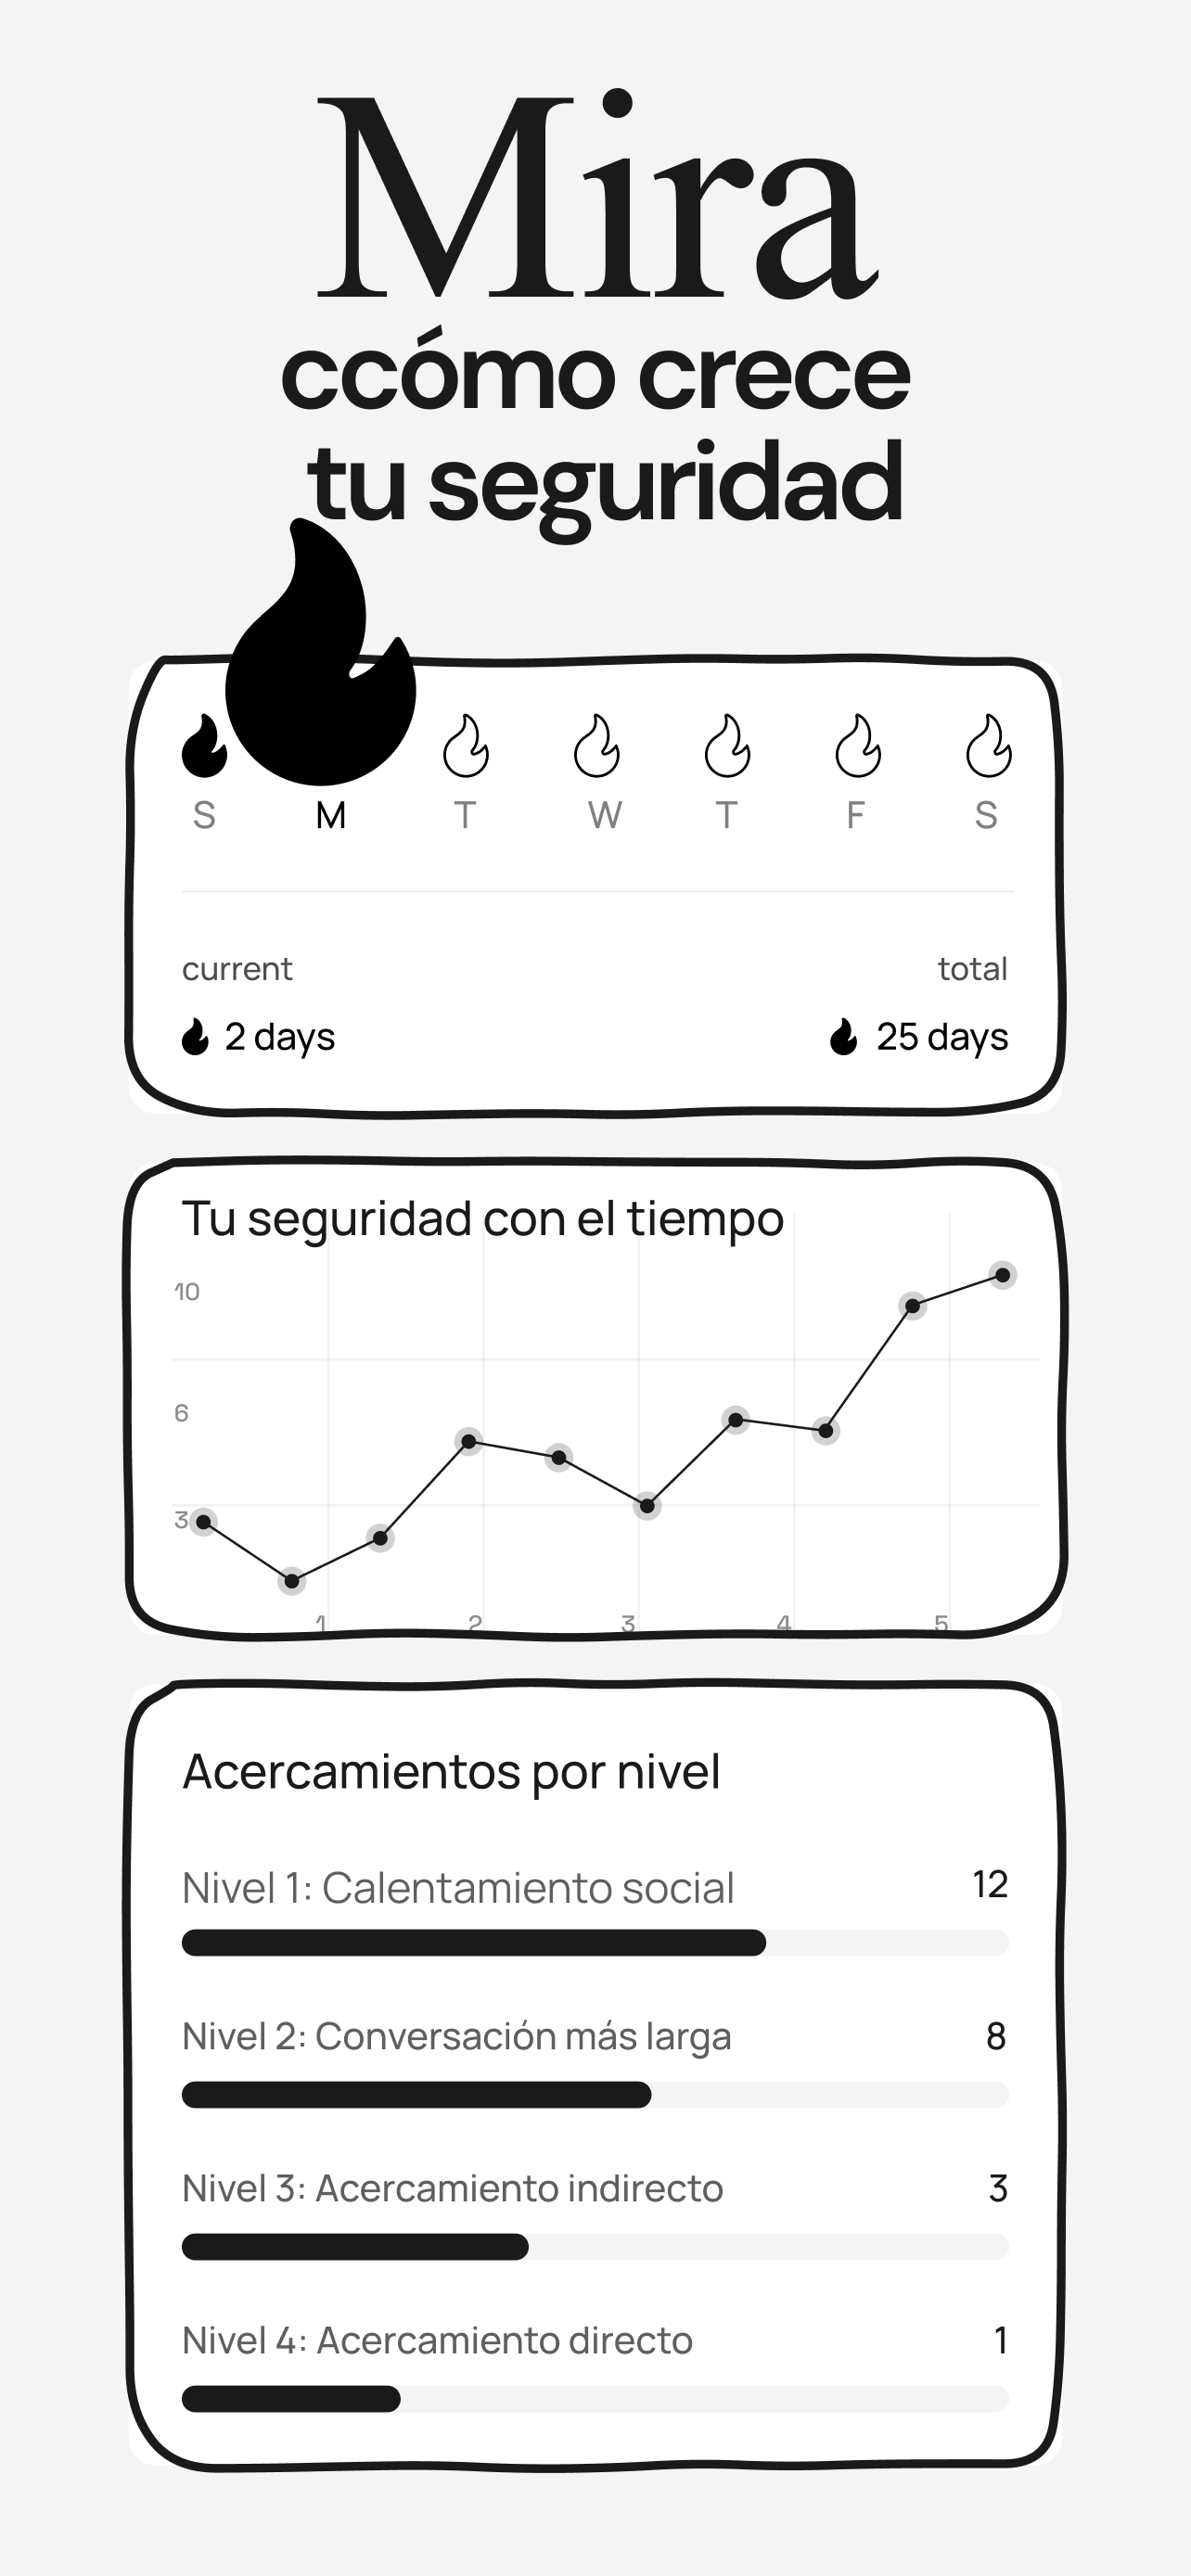 Mira
ccómo crece
tu seguridad
S M T W T F S
current total
2 days 25 days
Tu seguridad con el tiempo
10
6
3
1 2 3 4 5
Acercamientos por nivel
Nivel 1: Calentamiento social 12
Nivel 2: Conversación más larga 8
Nivel 3: Acercamiento indirecto 3
Nivel 4: Acercamiento directo 1